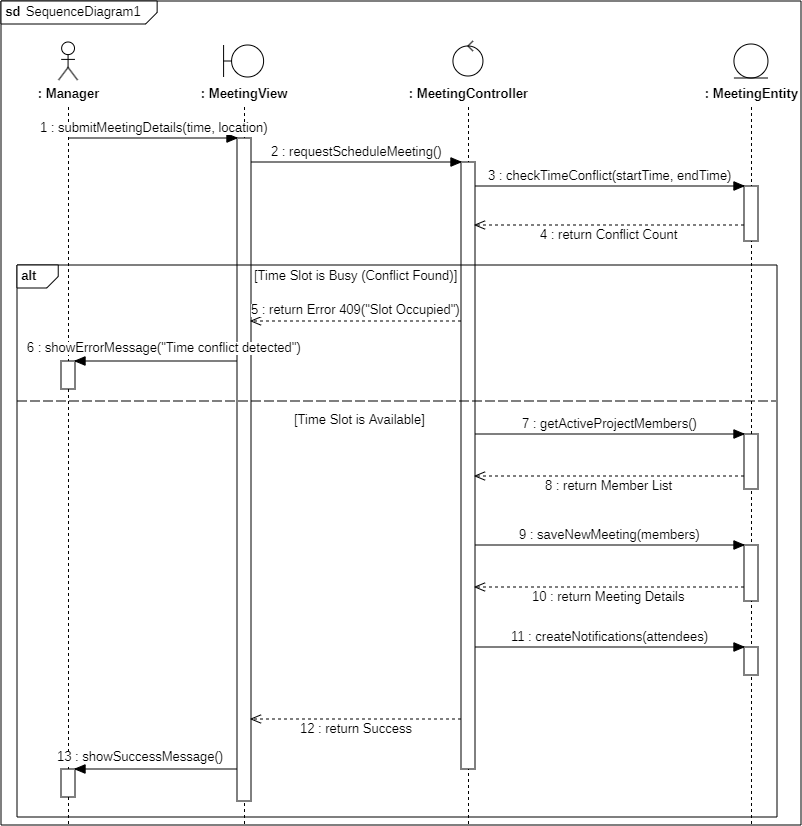 sd SequenceDiagram1
: Manager
: MeetingView
: MeetingController
: MeetingEntity
1 : submitMeetingDetails(time, location)
2 : requestScheduleMeeting()
3 : checkTimeConflict(startTime, endTime)
4 : return Conflict Count
alt
[Time Slot is Busy (Conflict Found)]
5 : return Error 409("Slot Occupied")
6 : showErrorMessage("Time conflict detected")
[Time Slot is Available]
7 : getActiveProjectMembers()
8 : return Member List
9 : saveNewMeeting(members)
10 : return Meeting Details
11 : createNotifications(attendees)
12 : return Success
13 : showSuccessMessage()